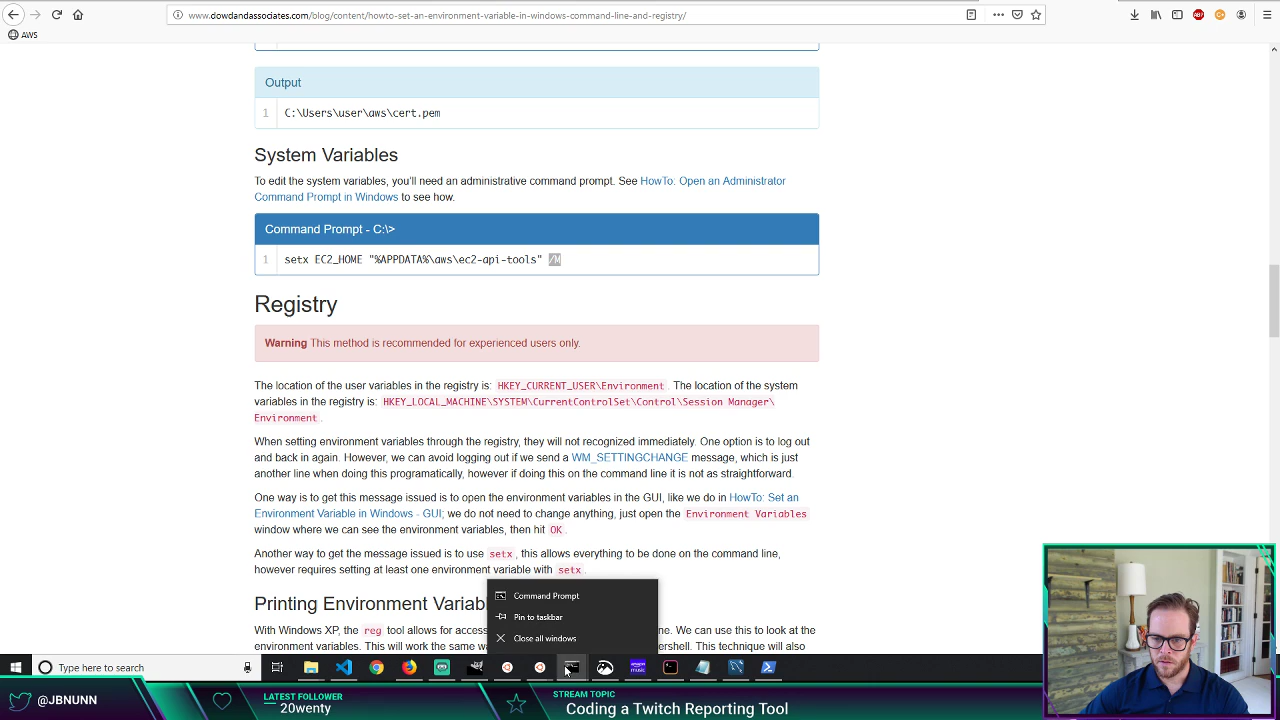 www.dowdandassociates.com/blog/content/howto-set-an-environment-variable-in-windows-command-line-and-registry/
AWS
Output
1 C:\Users\user\aws\cert.pem
System Variables
To edit the system variables, you'll need an administrative command prompt. See HowTo: Open an Administrator
Command Prompt in Windows to see how.
Command Prompt - C:\>
1 setx EC2_HOME "%APPDATA%\aws\ec2-api-tools" /M
Registry
Warning This method is recommended for experienced users only.
The location of the user variables in the registry is: HKEY_CURRENT_USER\Environment. The location of the system
variables in the registry is: HKEY_LOCAL_MACHINE\SYSTEM\CurrentControlSet\Control\Session Manager\
Environment.
When setting environment variables through the registry, they will not recognized immediately. One option is to log out
and back in again. However, we can avoid logging out if we send a WM_SETTINGCHANGE message, which is just
another line when doing this programatically, however if doing this on the command line it is not as straightforward.
One way is to get this message issued is to open the environment variables in the GUI, like we do in HowTo: Set an
Environment Variable in Windows - GUI; we do not need to change anything, just open the Environment Variables
window where we can see the environment variables, then hit OK.
Another way to get the message issued is to use setx, this allows everything to be done on the command line,
however requires setting at least one environment variable with setx.
Printing Environment Variab
With Windows XP, the reg tool allows for access
ne. We can use this to look at the
environment variables. This will work the same wa
ershell. This technique will also
Command Prompt
Pin to taskbar
Close all windows
Type here to search
amazon music
@JBNUNN
LATEST FOLLOWER
20wenty
STREAM TOPIC
Coding a Twitch Reporting Tool